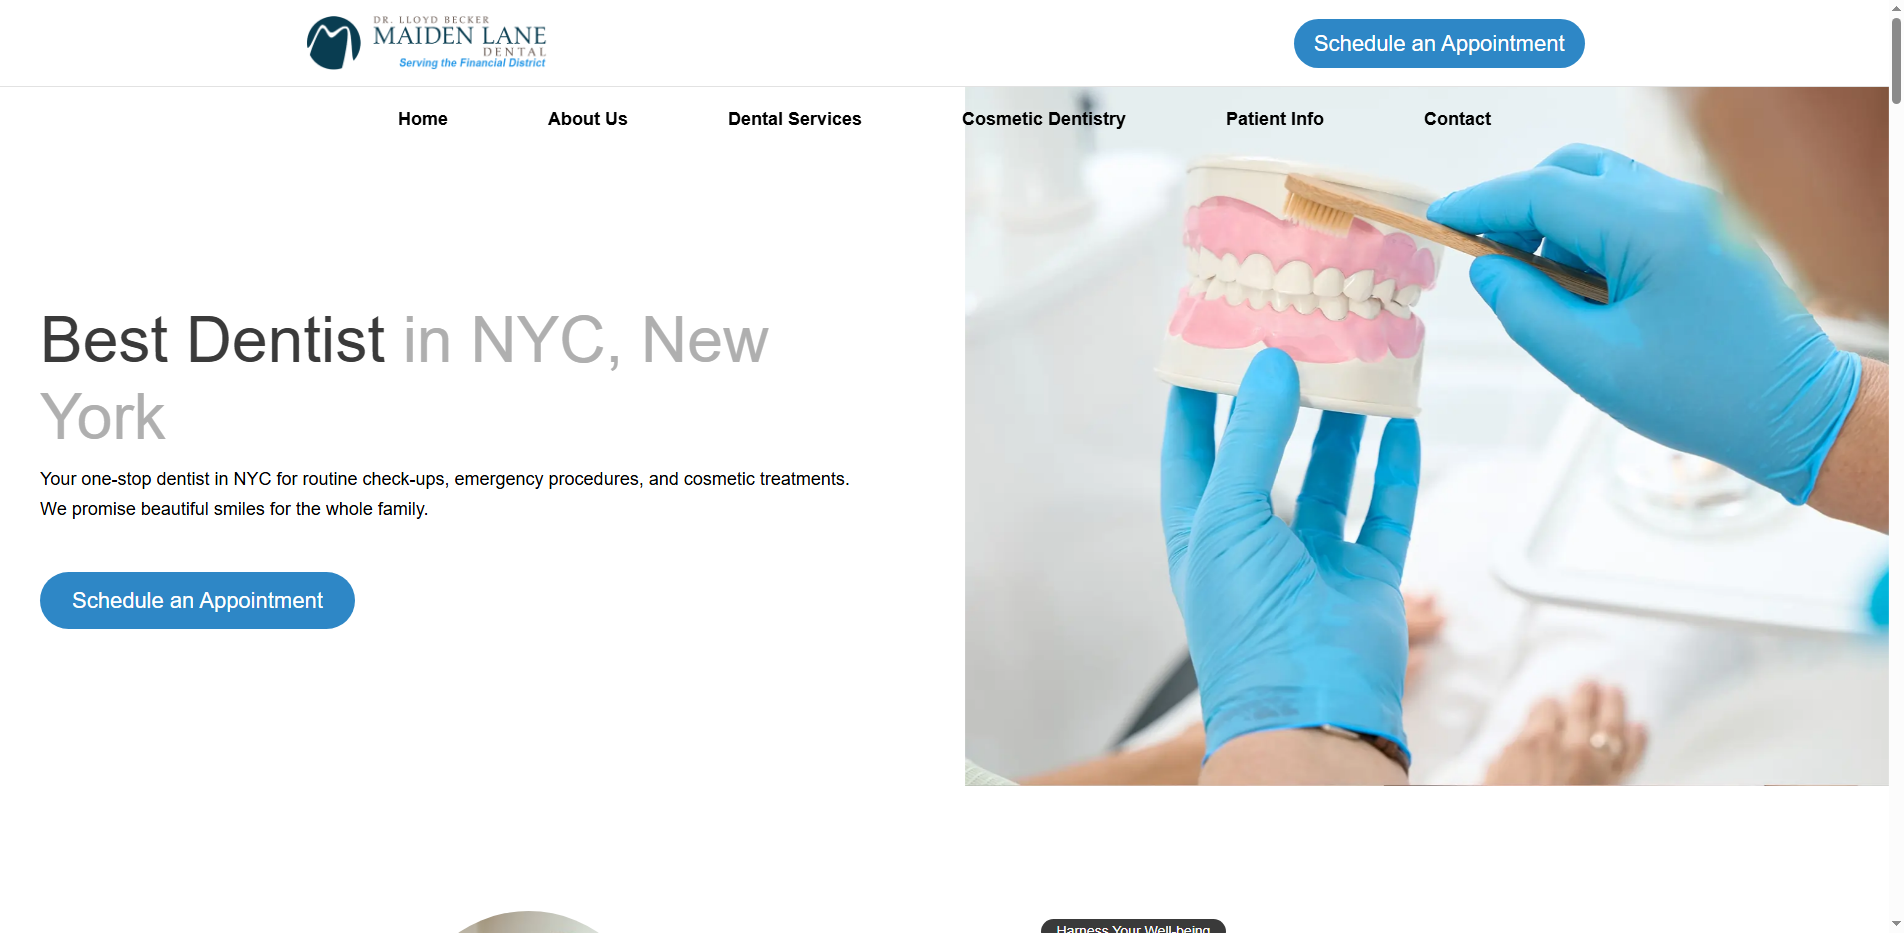 DR. LLOYD BECKER
MAIDEN LANE
DENTAL
Serving the Financial District
Schedule an Appointment
Home
About Us
Dental Services
Cosmetic Dentistry
Patient Info
Contact
Best Dentist in NYC, New
York
Your one-stop dentist in NYC for routine check-ups, emergency procedures, and cosmetic treatments.
We promise beautiful smiles for the whole family.
Schedule an Appointment
Harness Your Well-being